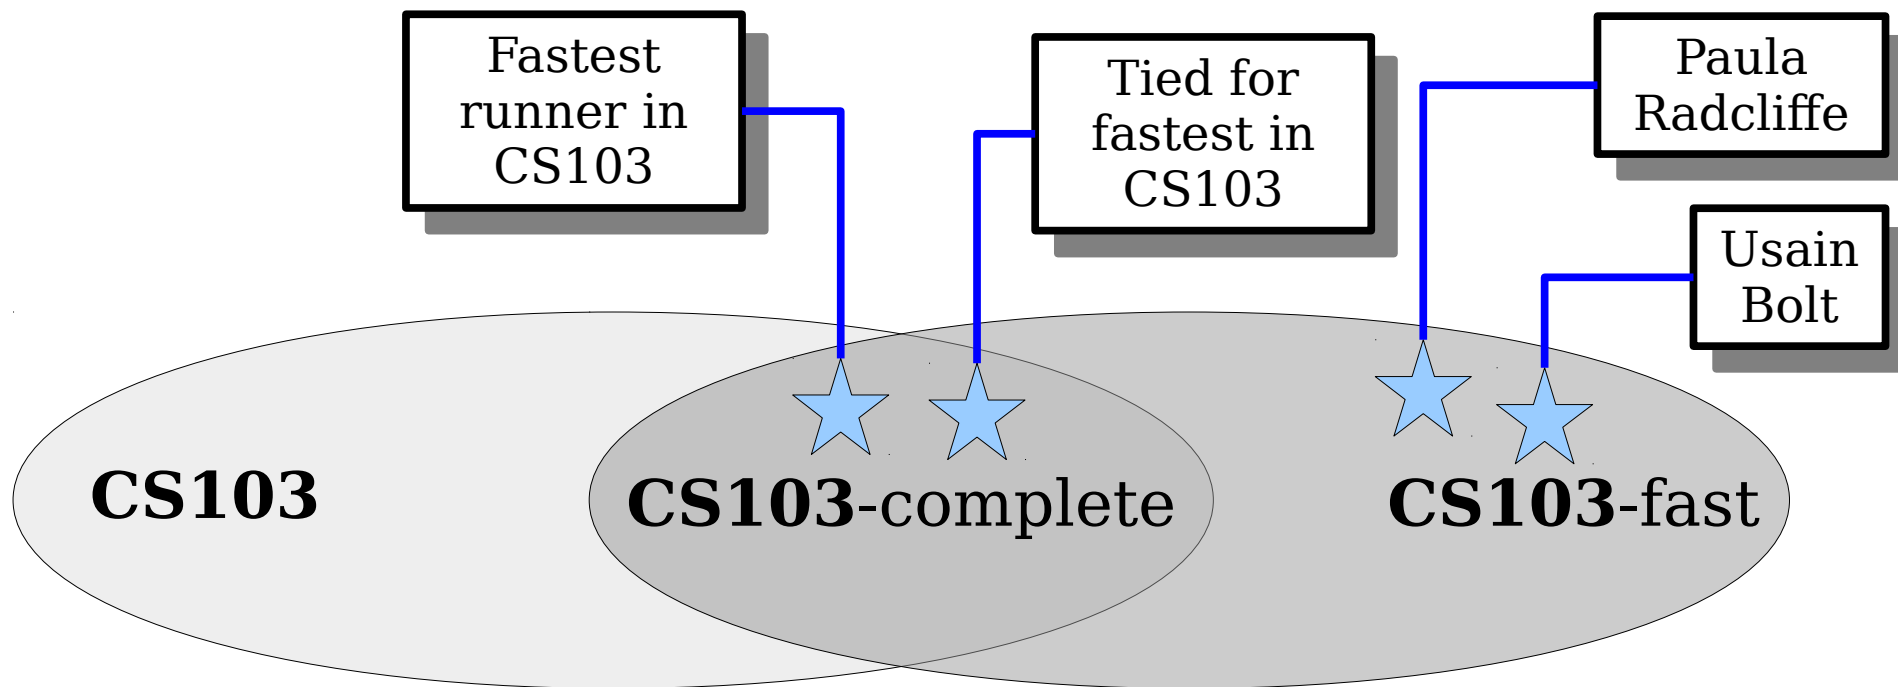 Fastest
runner in
CS103
Tied for
fastest in
CS103
Paula
Radcliffe
Usain
Bolt
CS103
CS103-complete
CS103-fast